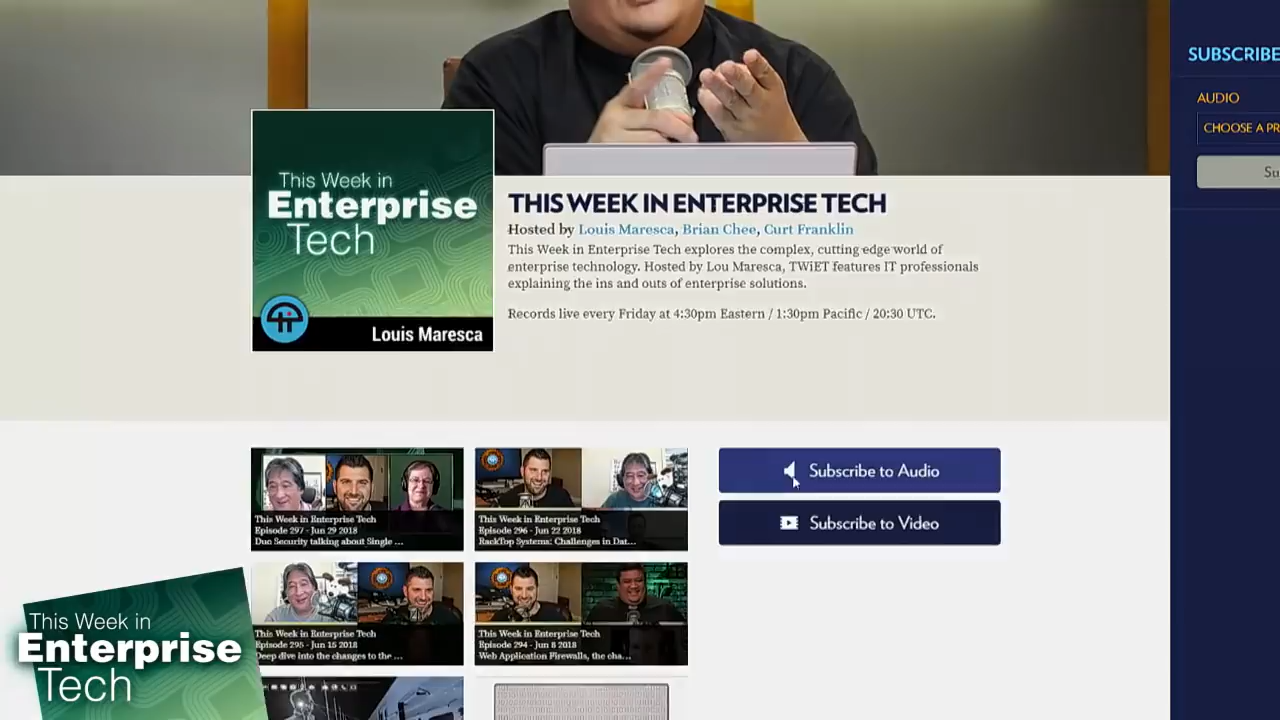 SUBSCRIBE
AUDIO
CHOOSE A PR
Su
This Week in
Enterprise
Tech
Louis Maresca
THIS WEEK IN ENTERPRISE TECH
Hosted by Louis Maresca, Brian Chee, Curt Franklin
This Week in Enterprise Tech explores the complex, cutting edge world of
enterprise technology. Hosted by Lou Maresca, TWiET features IT professionals
explaining the ins and outs of enterprise solutions.
Records live every Friday at 4:30pm Eastern / 1:30pm Pacific / 20:30 UTC.
This Week in Enterprise Tech
Episode 297 - Jun 29 2018
Duo Security talking about Single ...
This Week in Enterprise Tech
Episode 296 - Jun 22 2018
RackTop Systems: Challenges in Dat...
Subscribe to Audio
Subscribe to Video
This Week in Enterprise Tech
Episode 295 - Jun 15 2018
Deep dive into the changes to the ...
This Week in Enterprise Tech
Episode 294 - Jun 8 2018
Web Application Firewalls, the cha...
This Week in
Enterprise
Tech